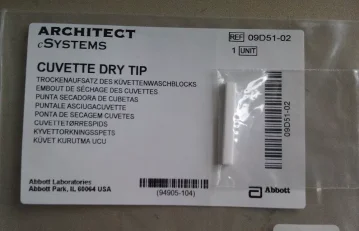 ARCHITECT
cSYSTEMS
REF 09D51-02
1 UNIT
CUVETTE DRY TIP
TROCKENAUFSATZ DES KÜVETTENWASCHBLOCKS
EMBOUT DE SÉCHAGE DES CUVETTES
PUNTA SECADORA DE CUBETAS
PUNTALE ASCIUGACUVETTE
PONTA DE SECAGEM CUVETES
CUVETTETØRRESPIDS
KYVETTORKNINGSSPETS
KÜVET KURUTMA UCU
09D51-02
Abbott Laboratories
Abbott Park, IL 60064 USA
(94905-104)
Abbott